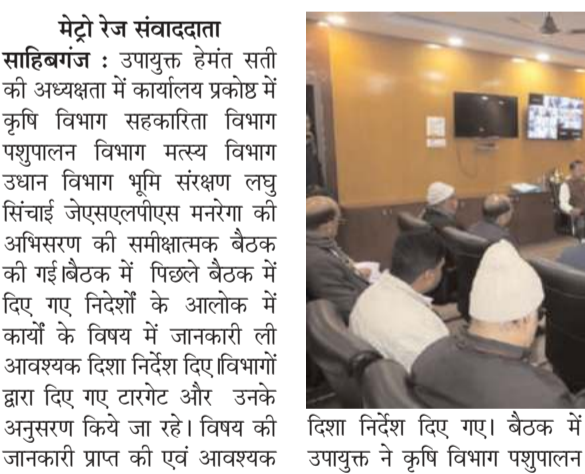 मेट्रो रेज संवाददाता
साहिबगंज : उपायुक्त हेमंत सती
की अध्यक्षता में कार्यालय प्रकोष्ठ में
कृषि विभाग सहकारिता विभाग
पशुपालन विभाग मत्स्य विभाग
उधान विभाग भूमि संरक्षण लघु
सिंचाई जेएसएलपीएस मनरेगा की
अभिसरण की समीक्षात्मक बैठक
की गई।बैठक में पिछले बैठक में
दिए गए निदेर्शों के आलोक में
कार्यों के विषय में जानकारी ली
आवश्यक दिशा निर्देश दिए।विभागों
द्वारा दिए गए टारगेट और उनके
अनुसरण किये जा रहे। विषय की
जानकारी प्राप्त की एवं आवश्यक
दिशा निर्देश दिए गए। बैठक में
उपायुक्त ने कृषि विभाग पशुपालन